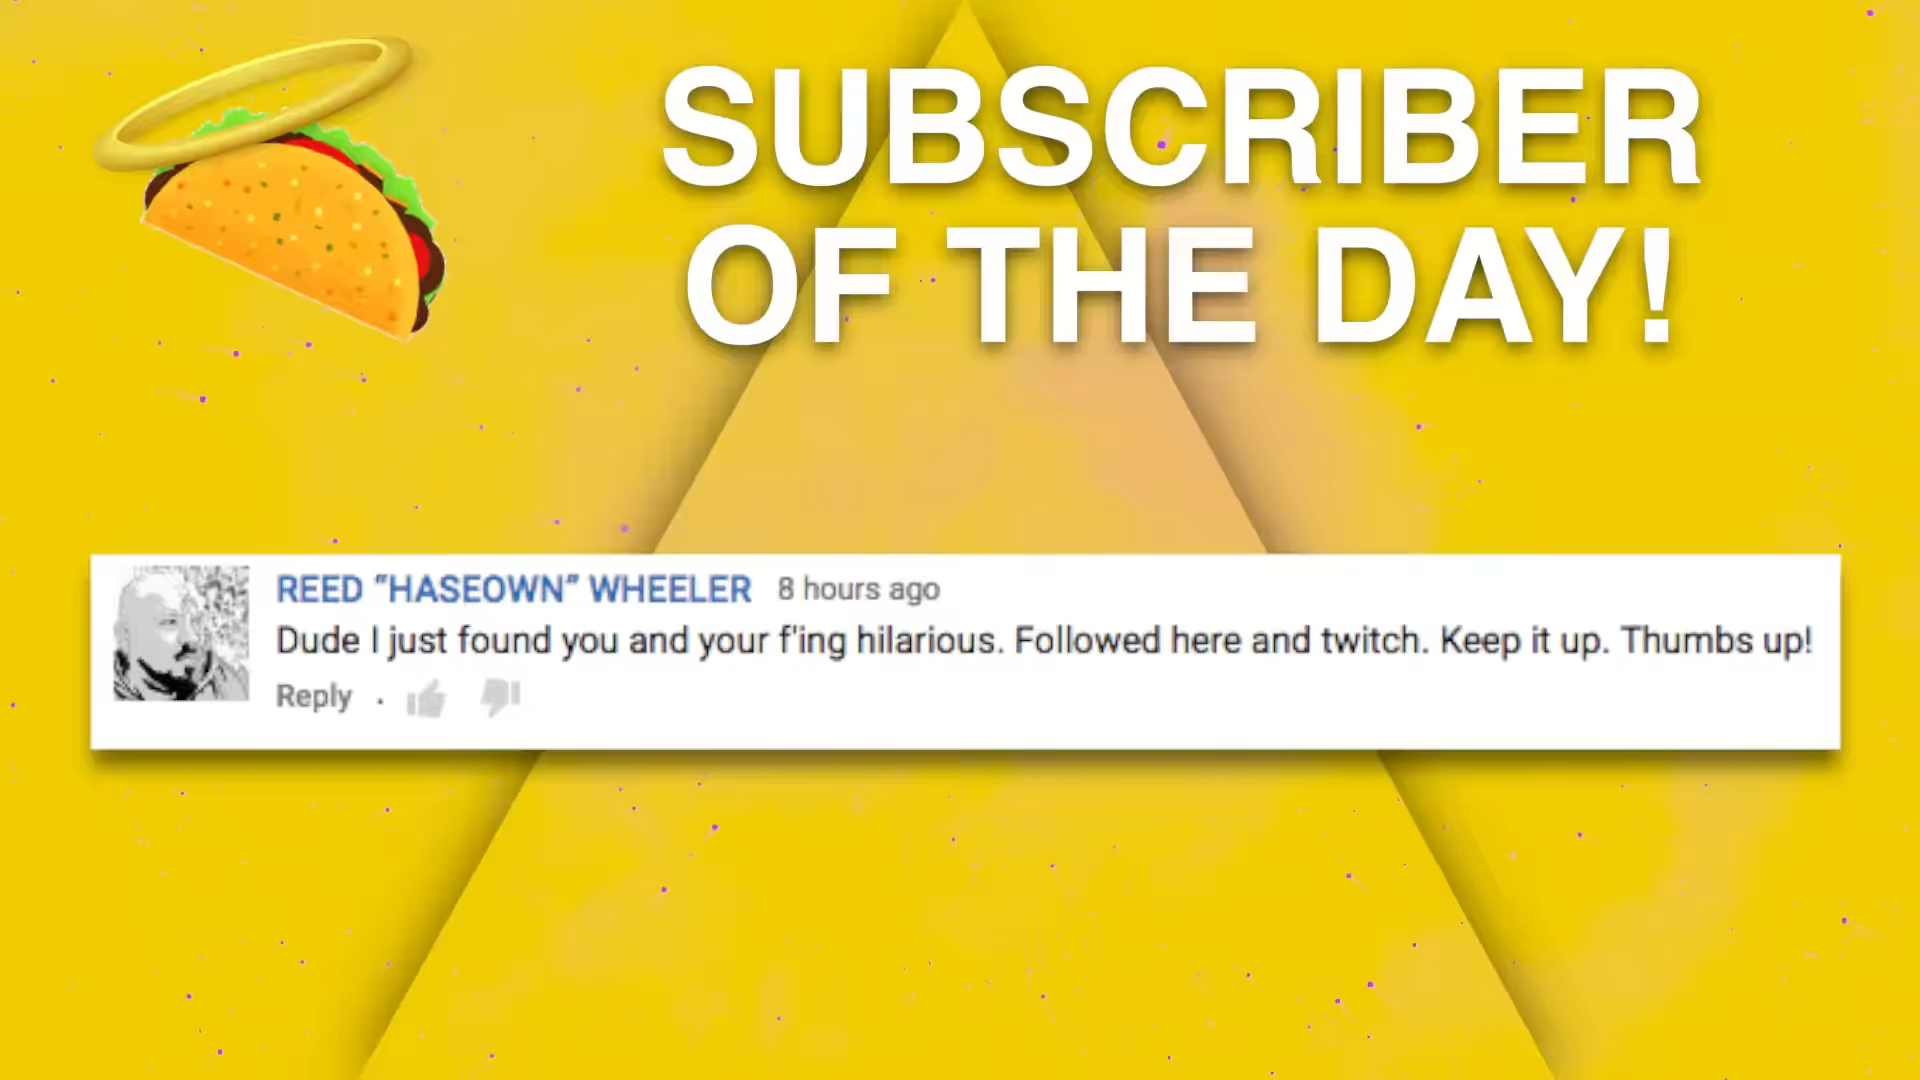 SUBSCRIBER
OF THE DAY!
REED "HASEOWN" WHEELER 8 hours ago
Dude I just found you and your f'ing hilarious. Followed here and twitch. Keep it up. Thumbs up!
Reply ·